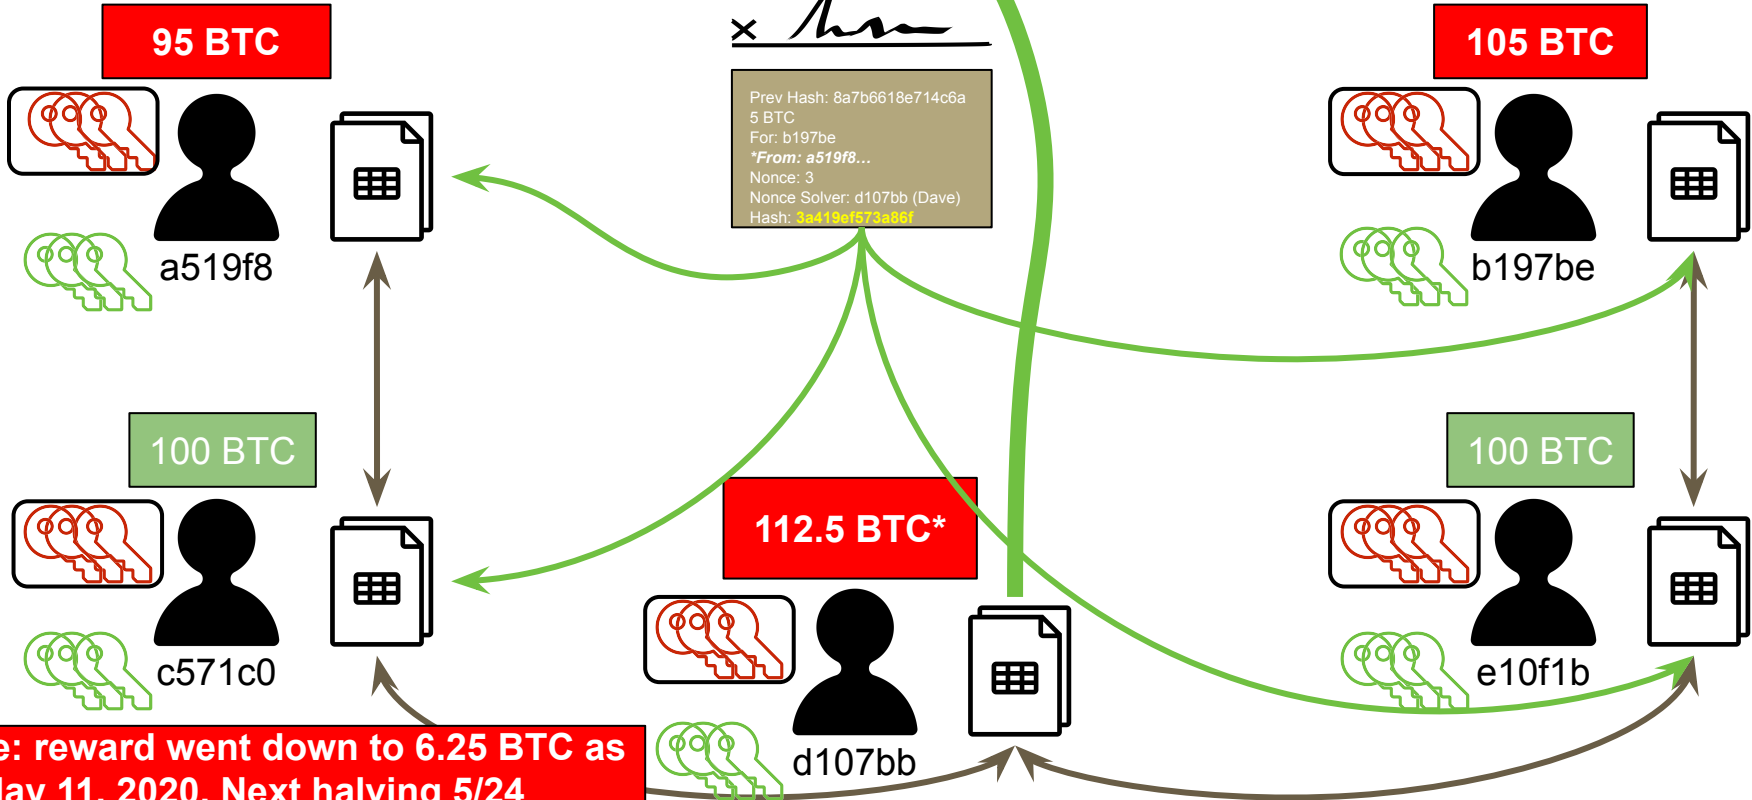 95 BTC
105 BTC
x
Prev Hash: 8a7b6618e714c6a
5 BTC
For: b197be
*From: a519f8...
Nonce: 3
Nonce Solver: d107bb (Dave)
Hash: 3a419ef573a86f
a519f8
b197be
100 BTC
100 BTC
112.5 BTC*
c571c0
e10f1b
d107bb
e: reward went down to 6.25 BTC as
May 11, 2020. Next halving 5/24